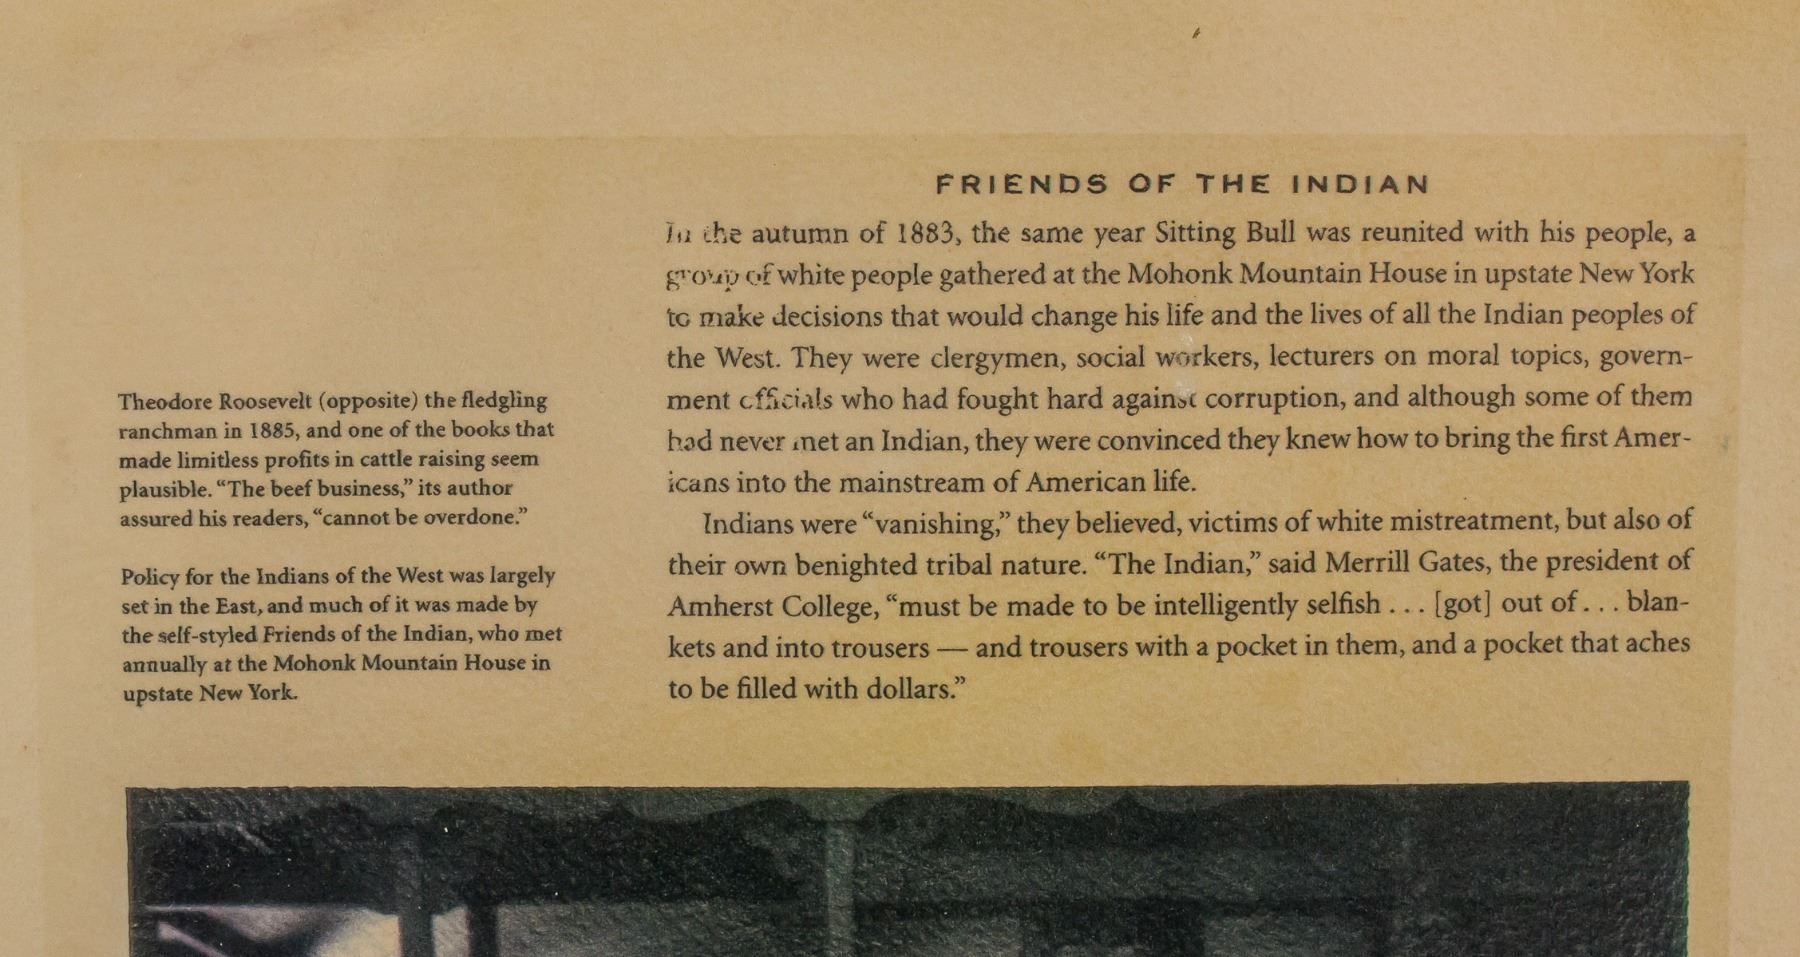 FRIENDS OF THE INDIAN
In the autumn of 1883, the same year Sitting Bull was reunited with his people, a
group of white people gathered at the Mohonk Mountain House in upstate New York
to make decisions that would change his life and the lives of all the Indian peoples of
the West. They were clergymen, social workers, lecturers on moral topics, govern-
ment officials who had fought hard against corruption, and although some of them
had never met an Indian, they were convinced they knew how to bring the first Amer-
icans into the mainstream of American life.
Indians were “vanishing,” they believed, victims of white mistreatment, but also of
their own benighted tribal nature. “The Indian,” said Merrill Gates, the president of
Amherst College, “must be made to be intelligently selfish . . . [got] out of . . . blan-
kets and into trousers — and trousers with a pocket in them, and a pocket that aches
to be filled with dollars.”
Theodore Roosevelt (opposite) the fledgling
ranchman in 1885, and one of the books that
made limitless profits in cattle raising seem
plausible. “The beef business,” its author
assured his readers, “cannot be overdone.”
Policy for the Indians of the West was largely
set in the East, and much of it was made by
the self-styled Friends of the Indian, who met
annually at the Mohonk Mountain House in
upstate New York.